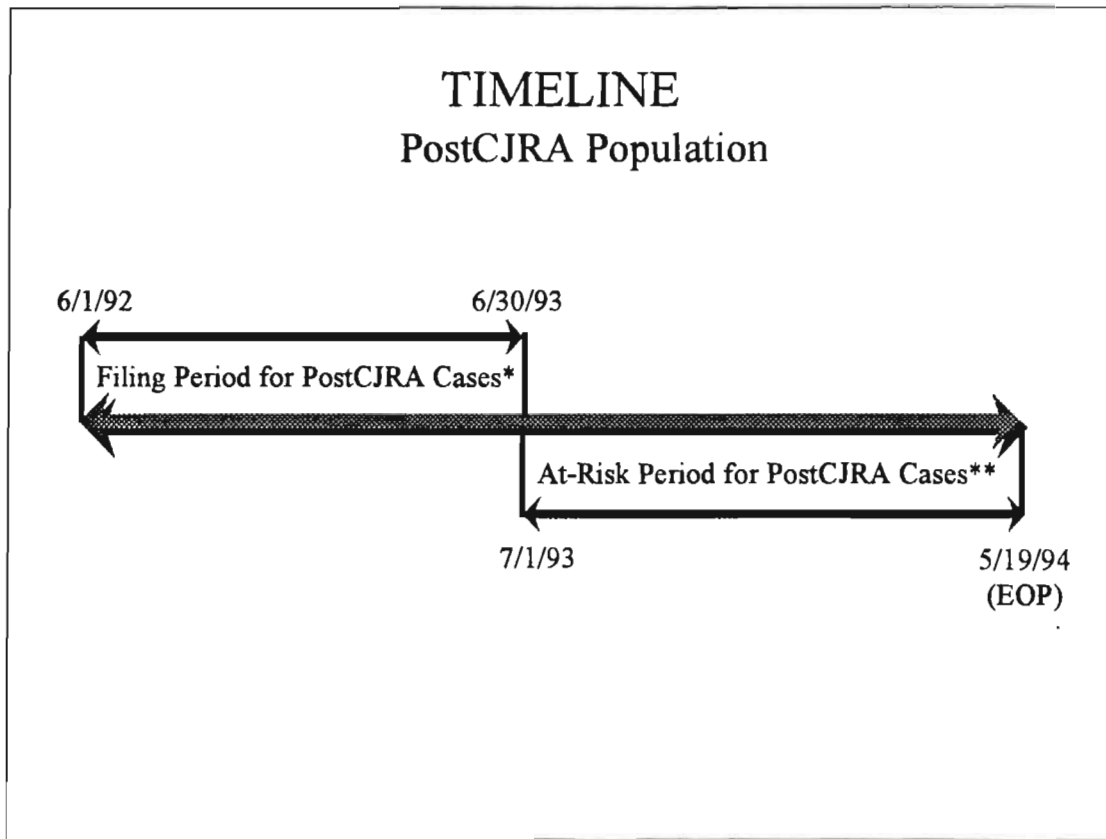 TIMELINE
PostCJRA Population
6/1/92
6/30/93
Filing Period for PostCJRA Cases*
At-Risk Period for PostCJRA Cases**
7/1/93
5/19/94
(EOP)